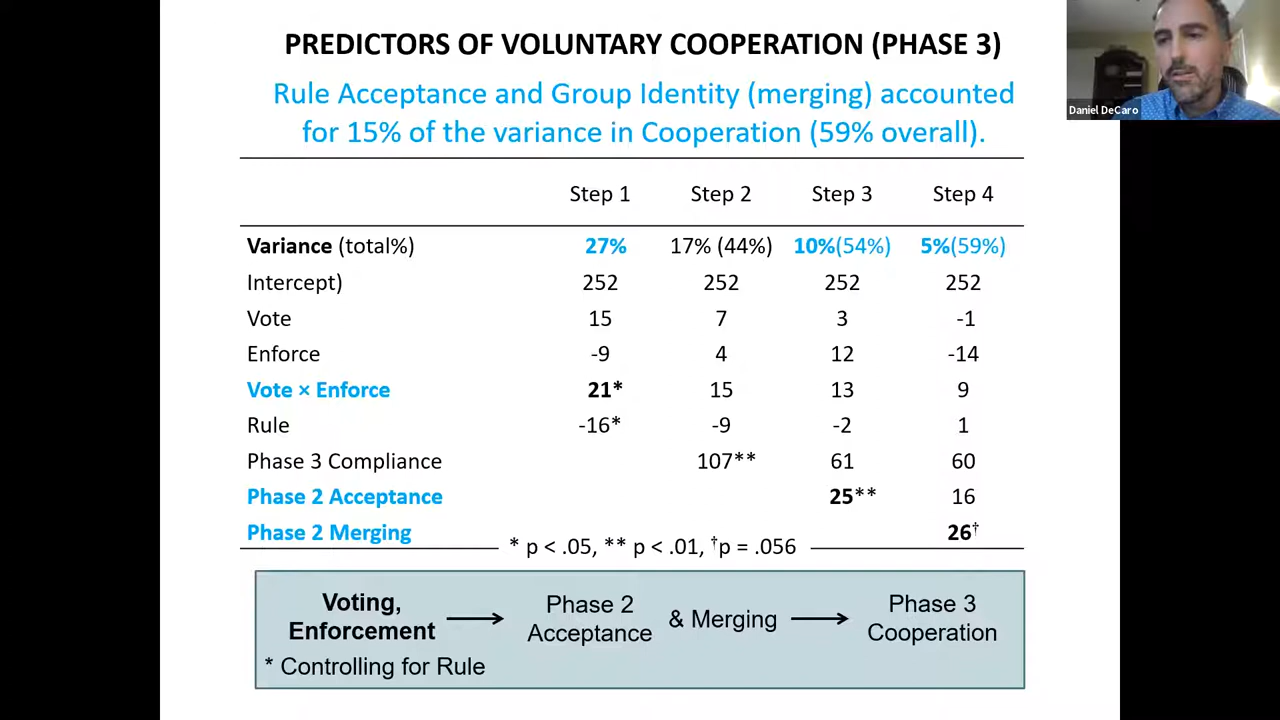 PREDICTORS OF VOLUNTARY COOPERATION (PHASE 3)
Rule Acceptance and Group Identity (merging) accounted
for 15% of the variance in Cooperation (59% overall).
Daniel DeCaro
Step 1 Step 2 Step 3 Step 4
Variance (total%) 27% 17% (44%) 10%(54%) 5%(59%)
Intercept) 252 252 252 252
Vote 15 7 3 -1
Enforce -9 4 12 -14
Vote × Enforce 21* 15 13 9
Rule -16* -9 -2 1
Phase 3 Compliance 107** 61 60
Phase 2 Acceptance 25** 16
Phase 2 Merging 26†
* p < .05, ** p < .01, †p = .056
Voting,
Enforcement
* Controlling for Rule
Phase 2
Acceptance
& Merging
Phase 3
Cooperation